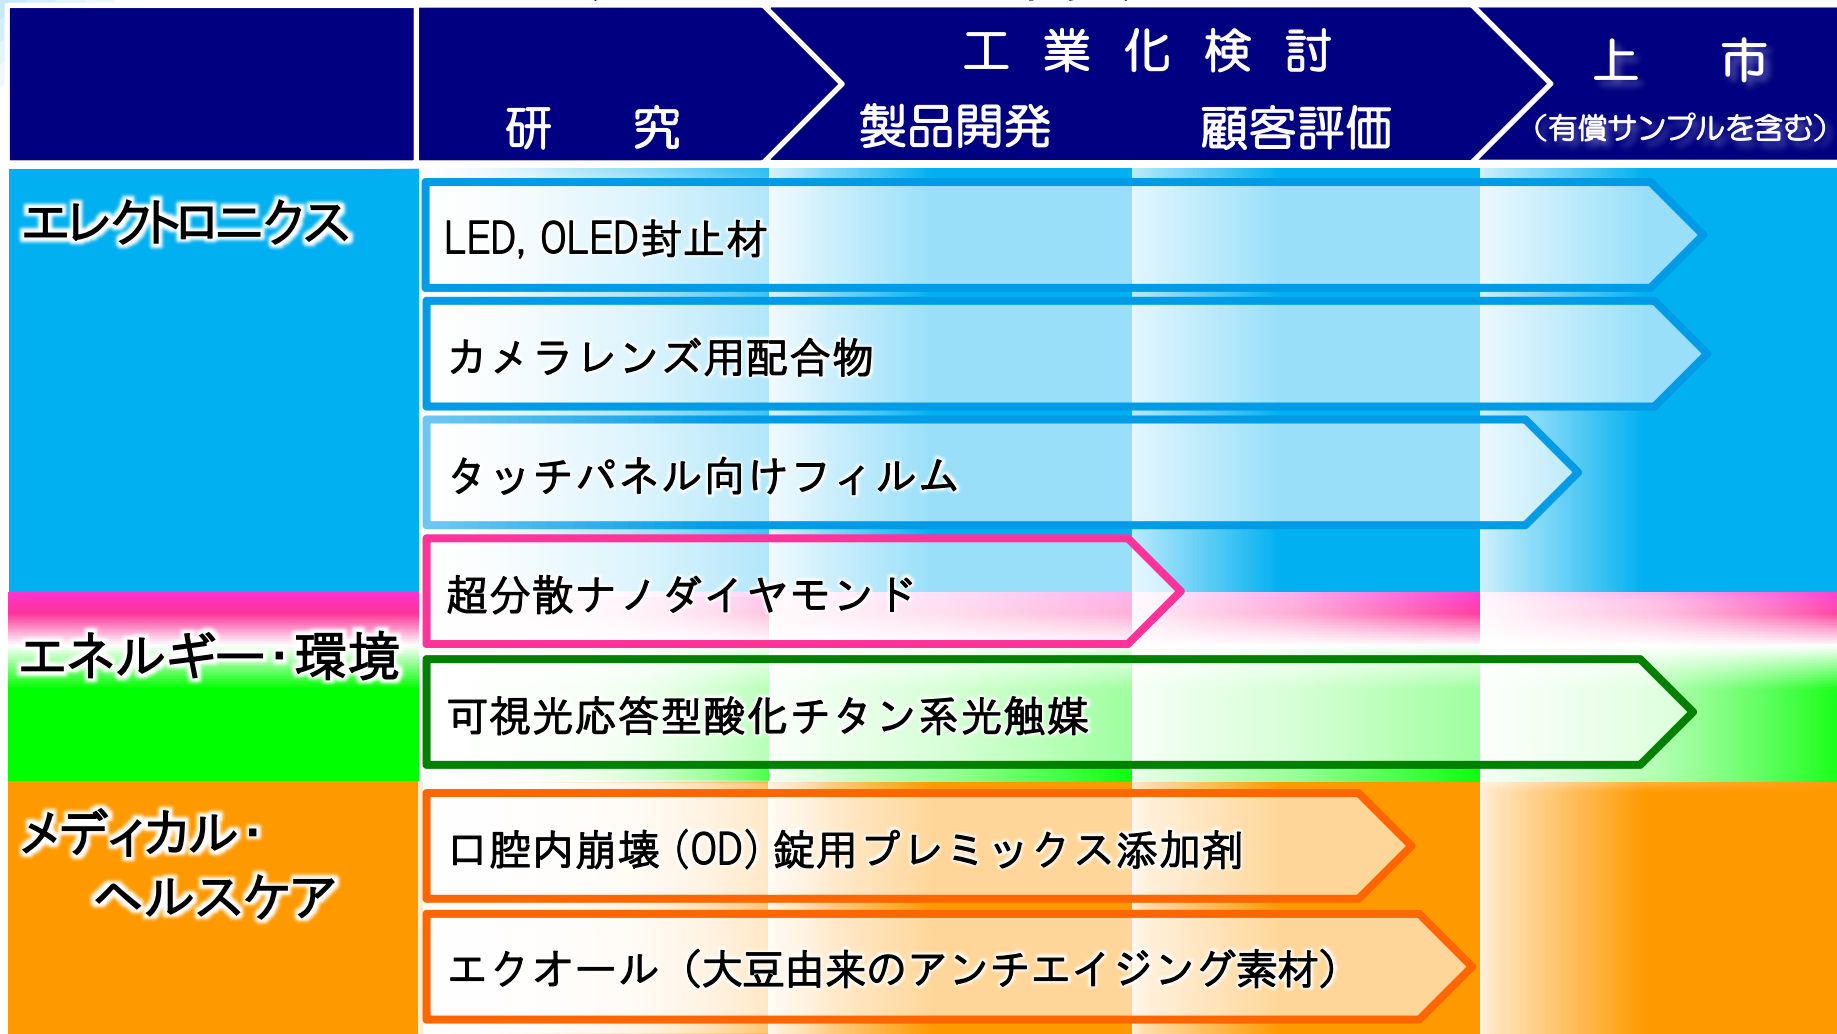 工業化検討
上市
研究
製品開発
顧客評価
(有償サンプルを含む)
エレクトロニクス
LED, OLED封止材
カメラレンズ用配合物
タッチパネル向けフィルム
超分散ナノダイヤモンド
エネルギー・環境
可視光応答型酸化チタン系光触媒
メディカル・
ヘルスケア
口腔内崩壊(OD)錠用プレミックス添加剤
エクオール(大豆由来のアンチエイジング素材)